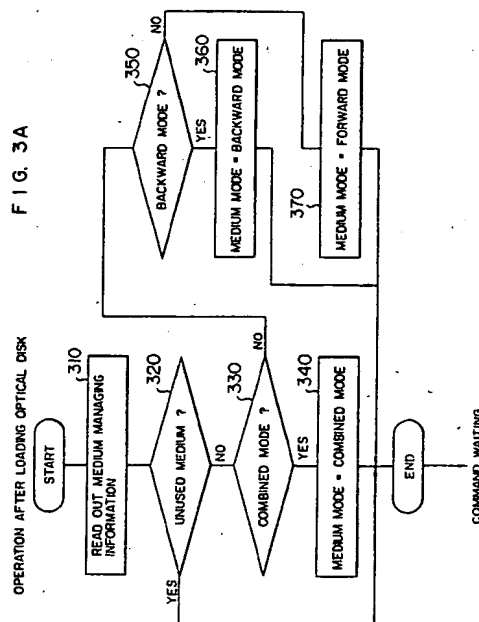 FIG. 3A
OPERATION AFTER LOADING OPTICAL DISK
START
310
READ OUT MEDIUM MANAGING
INFORMATION
320
UNUSED MEDIUM ?
YES
NO
330
COMBINED MODE ?
NO
YES
340
MEDIUM MODE = COMBINED MODE
350
BACKWARD MODE ?
NO
YES
360
MEDIUM MODE = BACKWARD MODE
370
MEDIUM MODE = FORWARD MODE
END
COMMAND WAITING